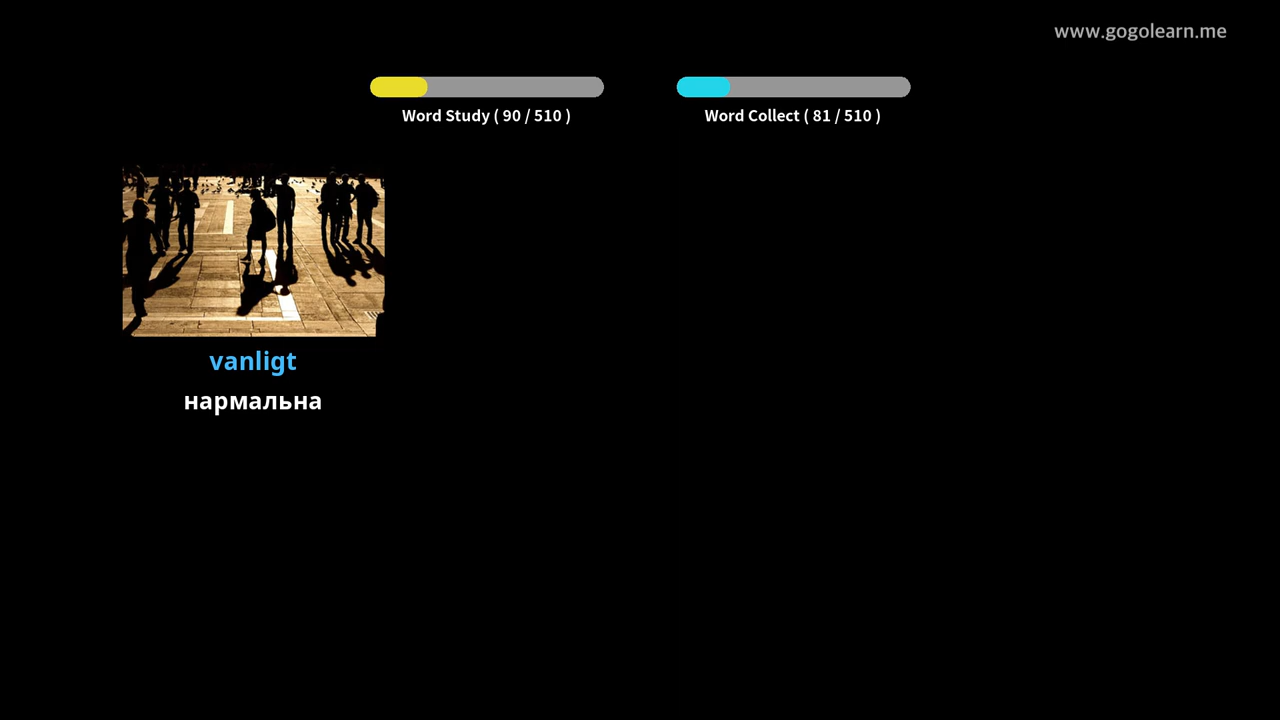 www.gogolearn.me
Word Study ( 90 / 510 )
Word Collect ( 81 / 510 )
vanligt
нармальна